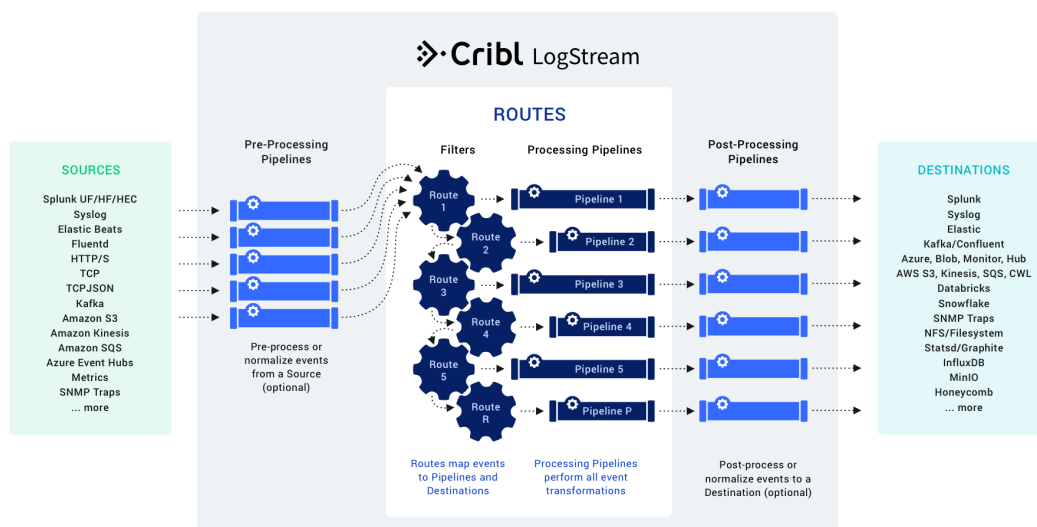 Cribl LogStream
ROUTES
Pre-Processing
Pipelines
Filters
Processing Pipelines
Post-Processing
Pipelines
SOURCES
Splunk UF/HF/HEC
Syslog
Elastic Beats
Fluentd
HTTP/S
TCP
TCPJSON
Kafka
Amazon S3
Amazon Kinesis
Amazon SQS
Azure Event Hubs
Metrics
SNMP Traps
... more
Pre-process or
normalize events
from a Source
(optional)
Route
1
Pipeline 1
Route
2
Pipeline 2
Route
3
Pipeline 3
Route
4
Pipeline 4
Route
5
Pipeline 5
Route
R
Pipeline P
Routes map events
to Pipelines and
Destinations
Processing Pipelines
perform all event
transformations
Post-process or
normalize events to a
Destination (optional)
DESTINATIONS
Splunk
Syslog
Elastic
Kafka/Confluent
Azure, Blob, Monitor, Hub
AWS S3, Kinesis, SQS, CWL
Databricks
Snowflake
SNMP Traps
NFS/Filesystem
Statsd/Graphite
InfluxDB
MinIO
Honeycomb
... more